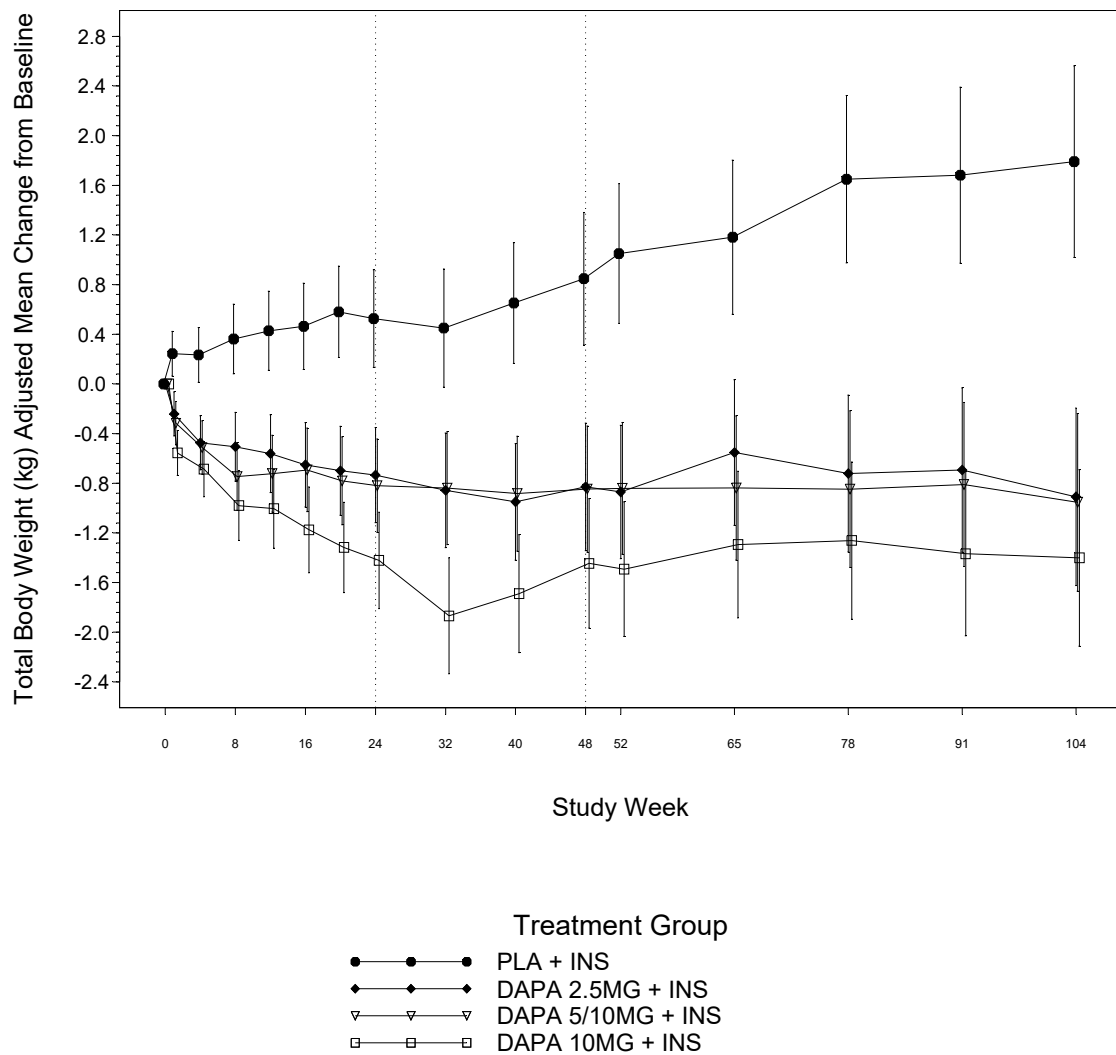 Total Body Weight (kg) Adjusted Mean Change from Baseline
2.8
2.4
2.0
1.6
1.2
0.8
0.4
0.0
-0.4
-0.8
-1.2
-1.6
-2.0
-2.4
0 8 16 24 32 40 48 52 65 78 91 104
Study Week
Treatment Group
PLA + INS
DAPA 2.5MG + INS
DAPA 5/10MG + INS
DAPA 10MG + INS